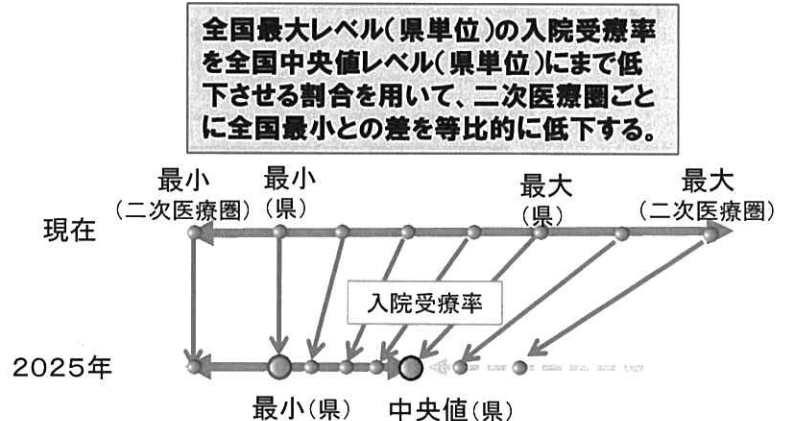 全国最大レベル(県単位)の入院受療率
を全国中央値レベル(県単位)にまで低
下させる割合を用いて、二次医療圏ごと
に全国最小との差を等比的に低下する。
最小
(二次医療圏)
最小
(県)
最大
(県)
最大
(二次医療圏)
現在
入院受療率
2025年
最小(県)
中央値(県)